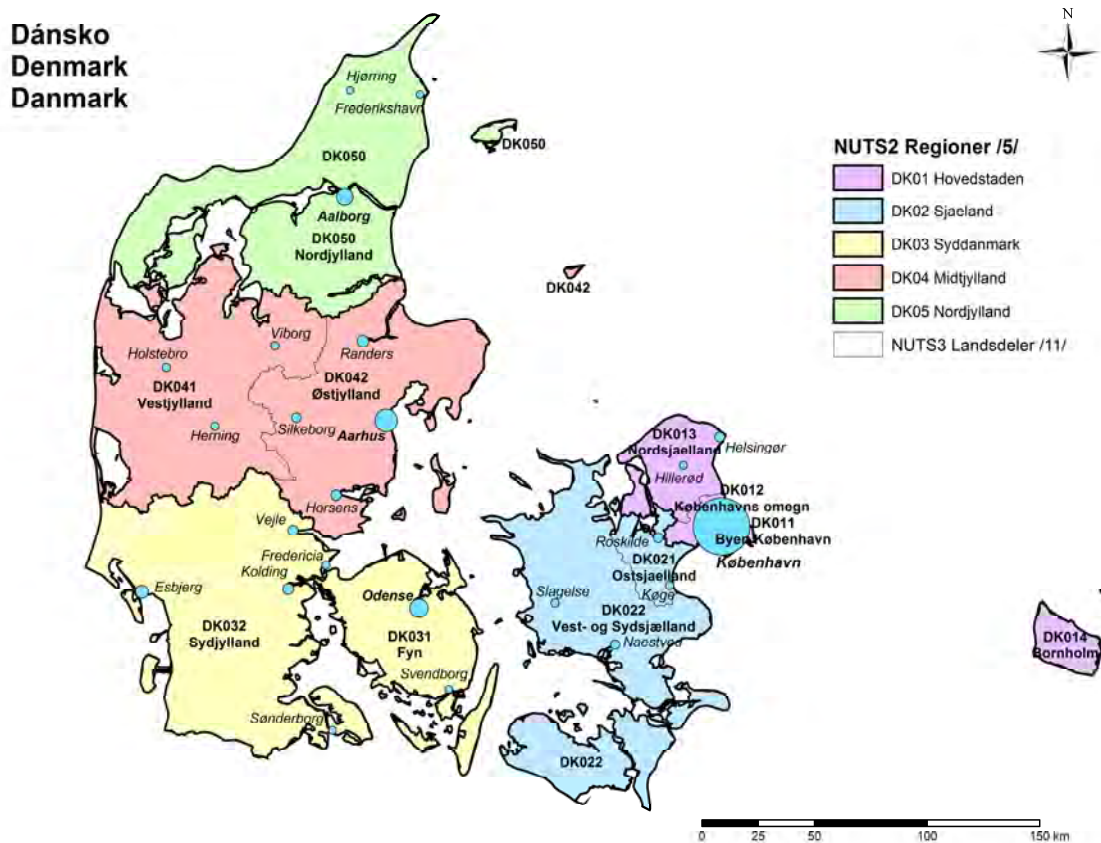 Dánsko
Denmark
Danmark
N
NUTS2 Regioner /5/
DK01 Hovedstaden
DK02 Sjaeland
DK03 Syddanmark
DK04 Midtjylland
DK05 Nordjylland
NUTS3 Landsdeler /11/
Hjørring
Frederikshavn
DK050
DK050
Aalborg
DK050
Nordjylland
DK042
Viborg
Randers
Holstebro
DK041
Vestjylland
DK042
Østjylland
Herning
Silkeborg
Aarhus
Horsens
DK013
Nordsjaelland
Helsingør
Hillerød
DK012
Københavns omegn
DK011
Byen København
København
Roskilde
DK021
Ostsjaelland
Køge
Slagelse
DK022
Vest- og Sydsjælland
Naestved
DK022
Vejle
Fredericia
Kolding
Esbjerg
Odense
DK032
Sydjylland
DK031
Fyn
Svendborg
Sønderborg
DK014
Bornholm
0 25 50 100 150 km